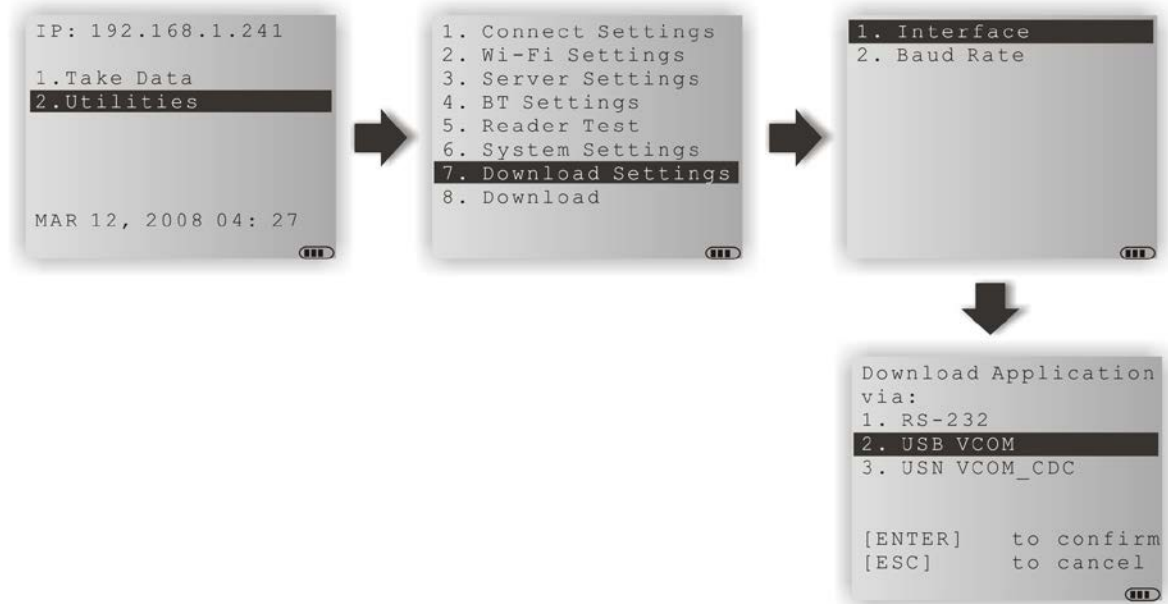 IP: 192.168.1.241
1.Take Data
2.Utilities
MAR 12, 2008 04: 27
1. Connect Settings
2. Wi-Fi Settings
3. Server Settings
4. BT Settings
5. Reader Test
6. System Settings
7. Download Settings
8. Download
1. Interface
2. Baud Rate
Download Application
via:
1. RS-232
2. USB VCOM
3. USN VCOM_CDC
[ENTER] to confirm
[ESC] to cancel